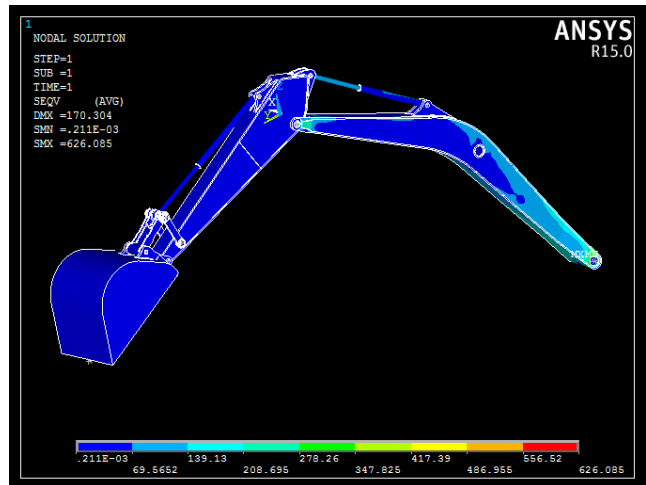 1
NODAL SOLUTION
STEP=1
SUB =1
TIME=1
SEQV (AVG)
DMX =170.304
SMN =.211E-03
SMX =626.085
ANSYS
R15.0
X
.211E-03 139.13 278.26 417.39 556.52
69.5652 208.695 347.825 486.955 626.085